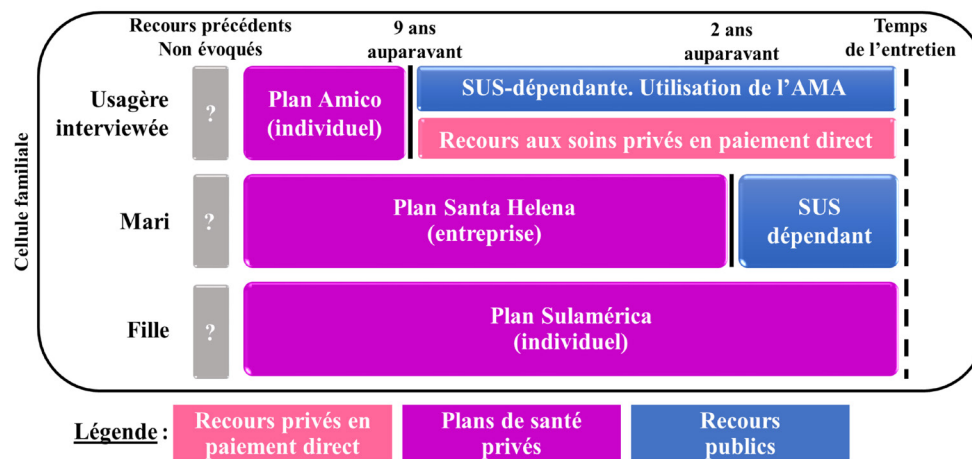 Recours précédents
Non évoqués
9 ans
auparavant
2 ans
auparavant
Temps
de l’entretien
Cellule familiale
Usagère
interviewée
?
Plan Amico
(individuel)
SUS-dépendante. Utilisation de l’AMA
Recours aux soins privés en paiement direct
Mari
?
Plan Santa Helena
(entreprise)
SUS
dépendant
Fille
?
Plan Sulamérica
(individuel)
Légende :
Recours privés en
paiement direct
Plans de santé
privés
Recours
publics